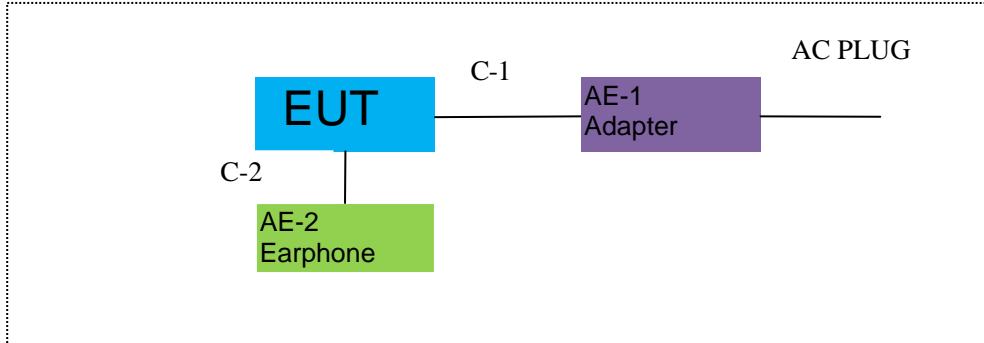 AC PLUG
C-1
EUT
AE-1
Adapter
C-2
AE-2
Earphone